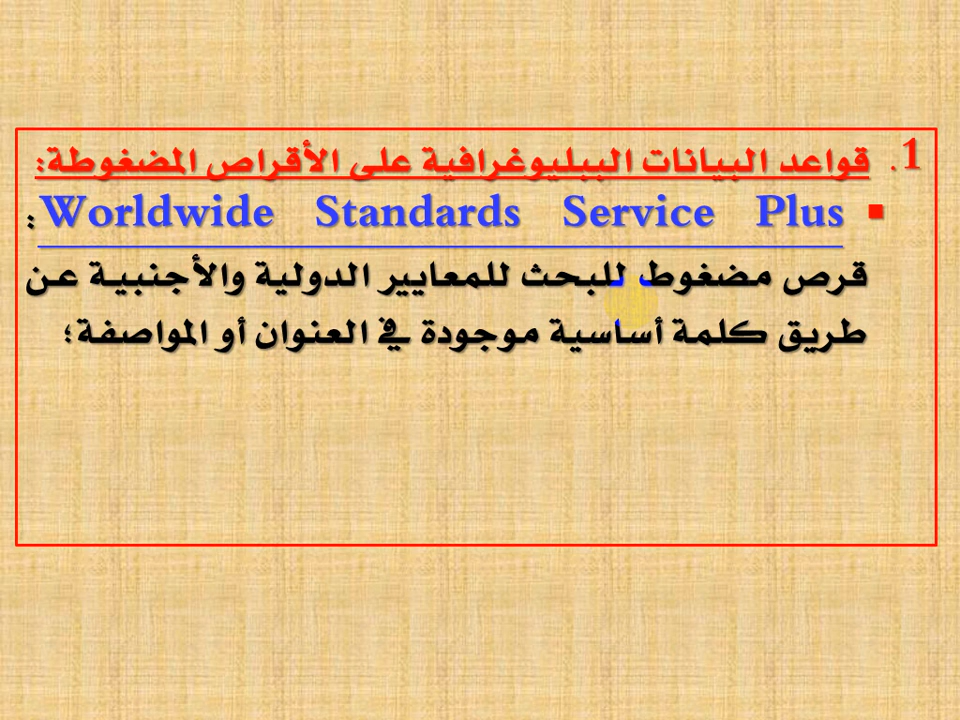 1. قواعد البيانات الببليوغرافية على الأقراص المضغوطة:
▪ Worldwide Standards Service Plus:
قرص مضغوط للبحث للمعايير الدولية والأجنبية عن
طريق كلمة أساسية موجودة في العنوان أو المواصفة؛